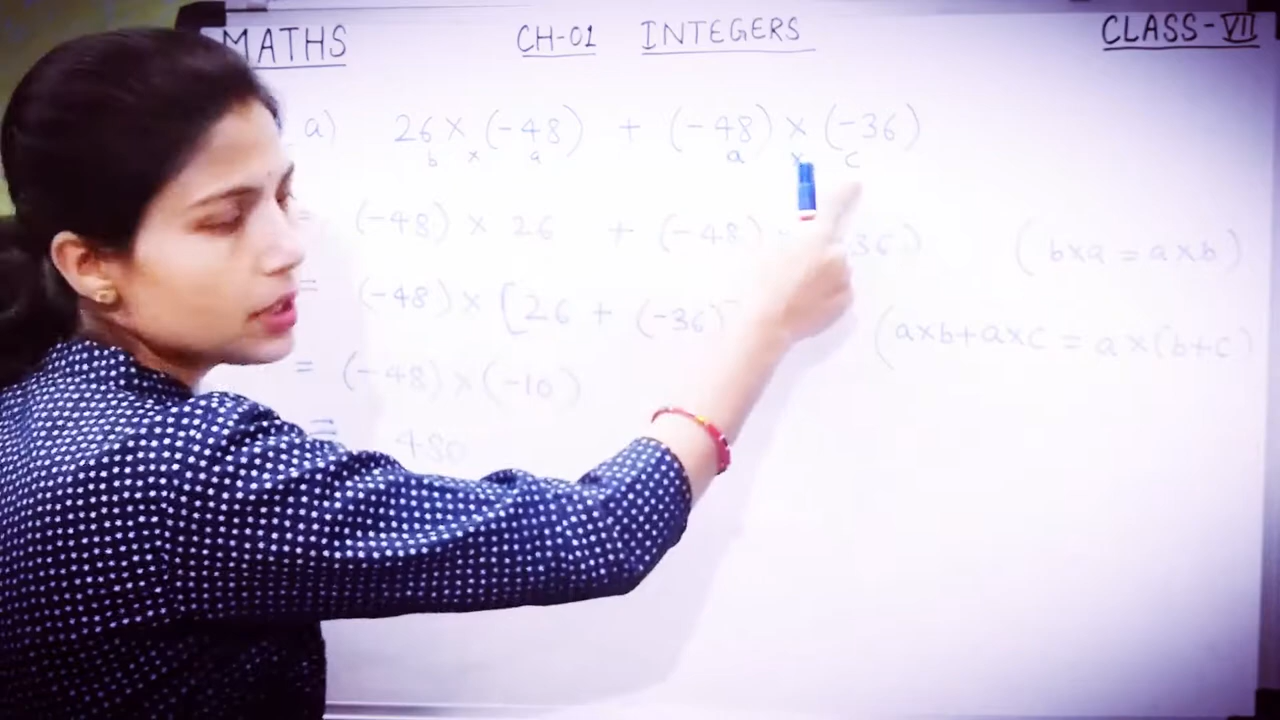 MATHS CH-01 INTEGERS CLASS-VII
a) 26 × (-48) + (-48) × (-36)
b × a a × c
= (-48) × 26 + (-48) 36) (b×a = a×b)
= (-48) × [26 + (-36) (a×b+a×c = a×(b+c)
= (-48) × (-10)
= 480